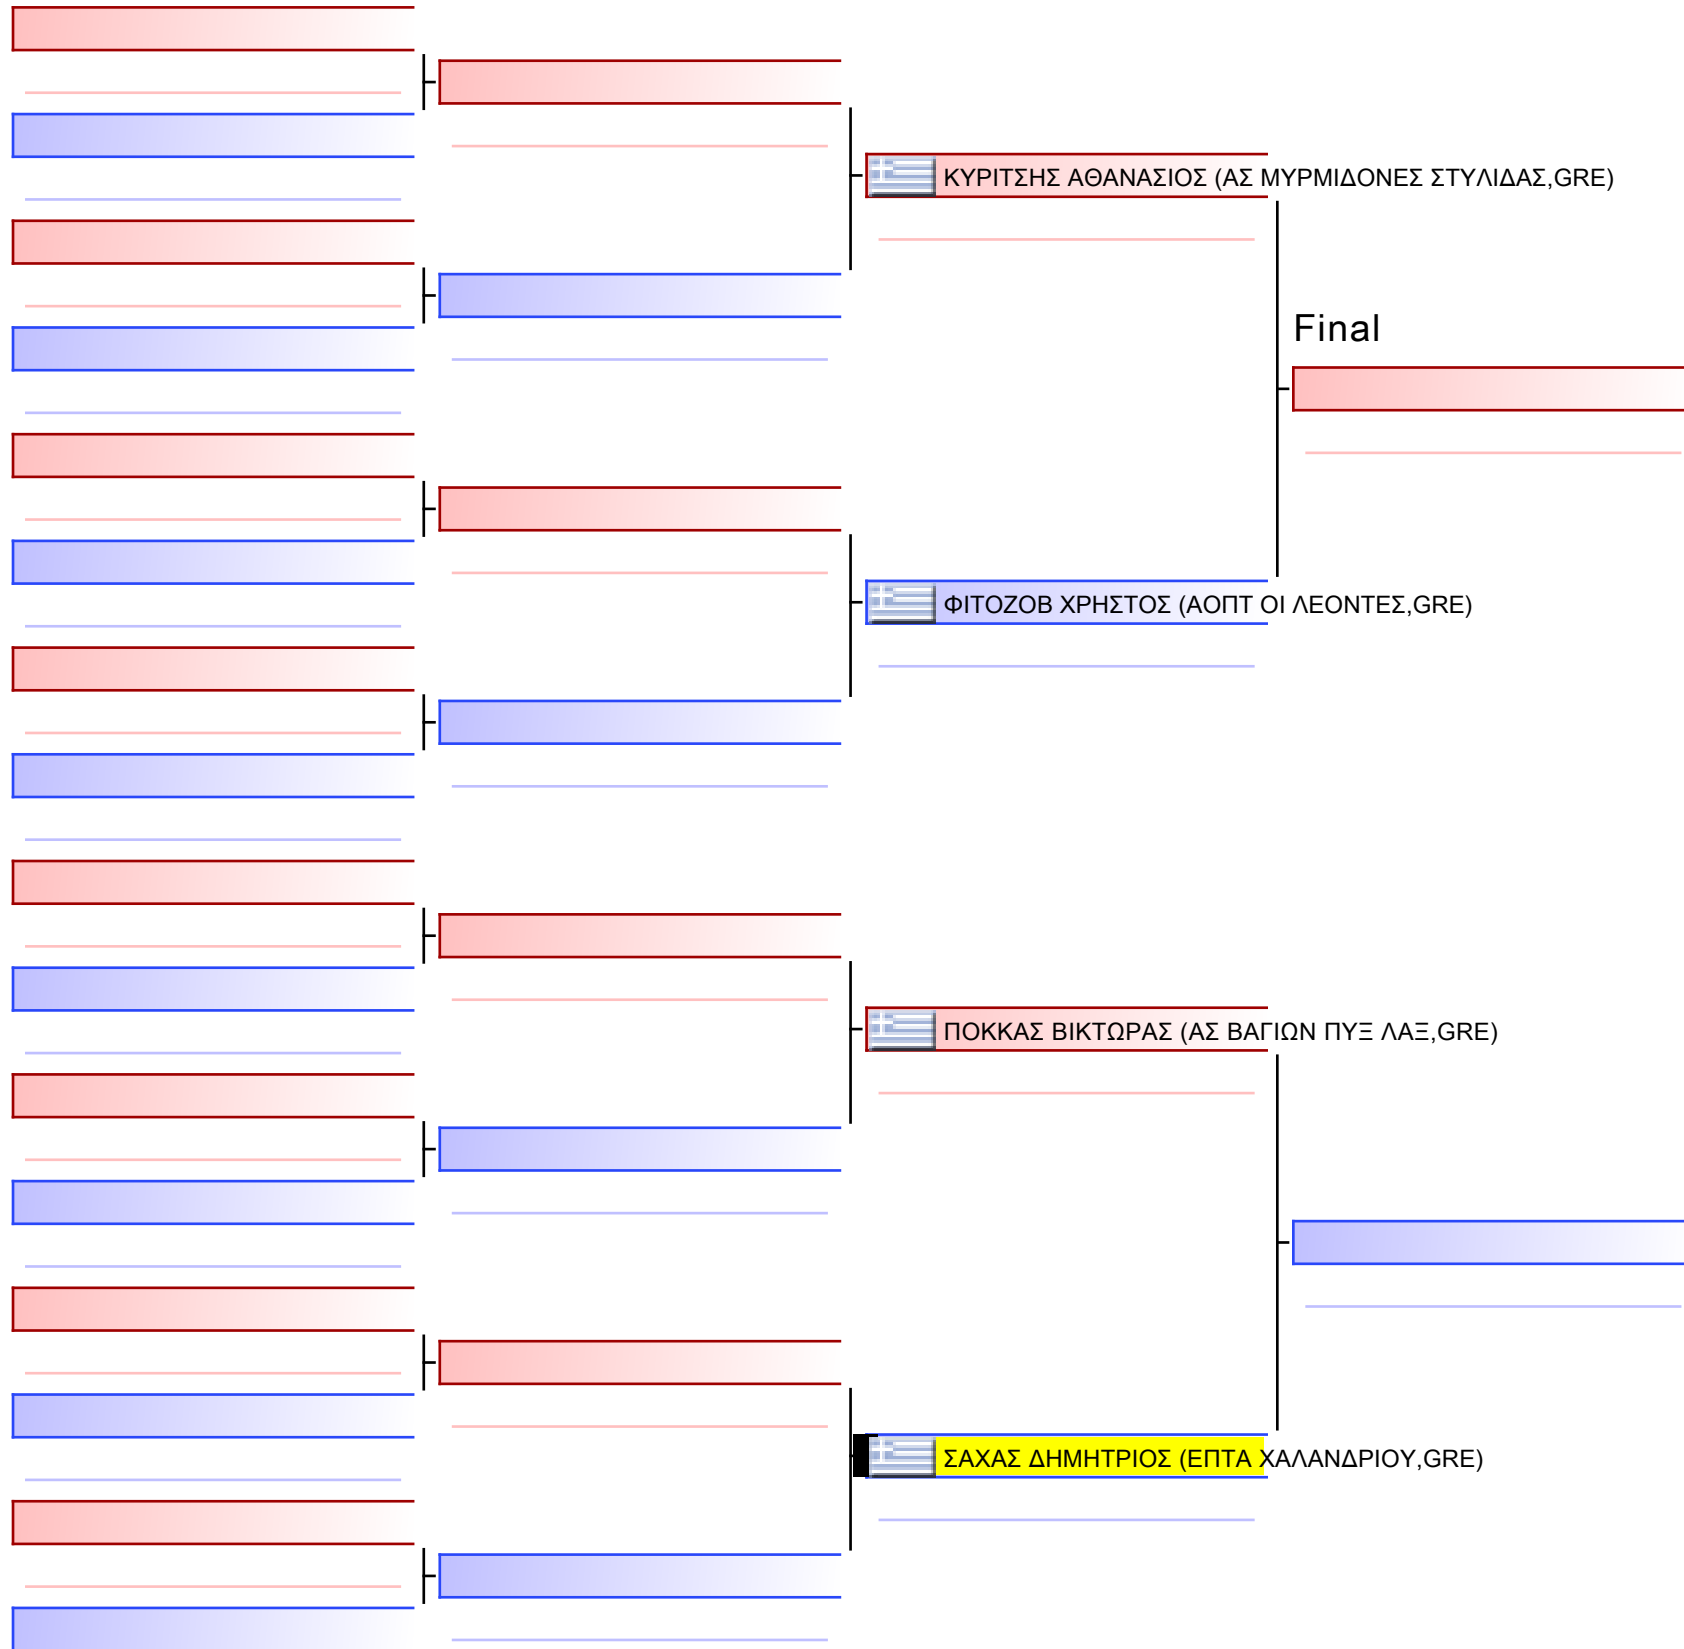 ΚΥΡΙΤΣΗΣ ΑΘΑΝΑΣΙΟΣ (ΑΣ ΜΥΡΜΙΔΟΝΕΣ ΣΤΥΛΙΔΑΣ,GRE)
Final
ΦΙΤΟΖΟΒ ΧΡΗΣΤΟΣ (ΑΟΠΤ ΟΙ ΛΕΟΝΤΕΣ,GRE)
ΠΟΚΚΑΣ ΒΙΚΤΩΡΑΣ (ΑΣ ΒΑΓΙΩΝ ΠΥΞ ΛΑΞ,GRE)
ΣΑΧΑΣ ΔΗΜΗΤΡΙΟΣ (ΕΠΤΑ ΧΑΛΑΝΔΡΙΟΥ,GRE)